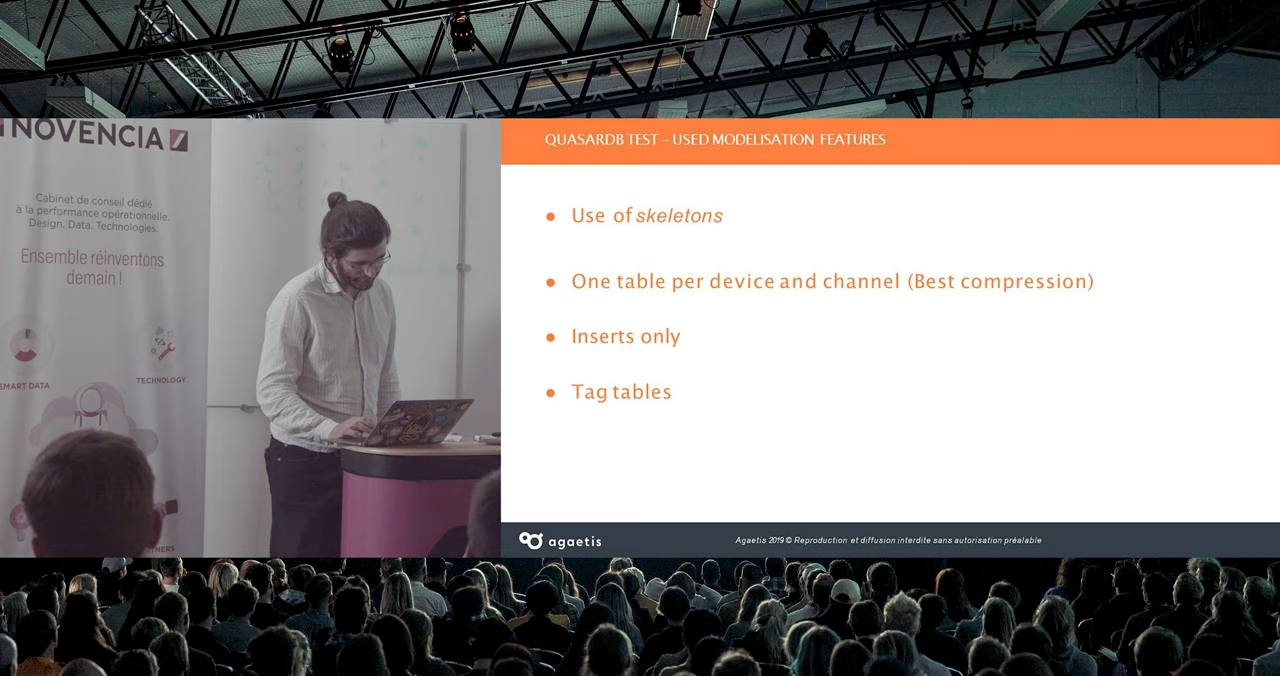 NOVENCIA
Cabinet de conseil dédié
à la performance opérationnelle.
Design. Data. Technologies.
Ensemble réinventons
demain !
SMART DATA
TECHNOLOGY
QUASARDB TEST – USED MODELISATION FEATURES
● Use of skeletons
● One table per device and channel (Best compression)
● Inserts only
● Tag tables
agaetis
Agaetis 2019 © Reproduction et diffusion interdite sans autorisation préalable